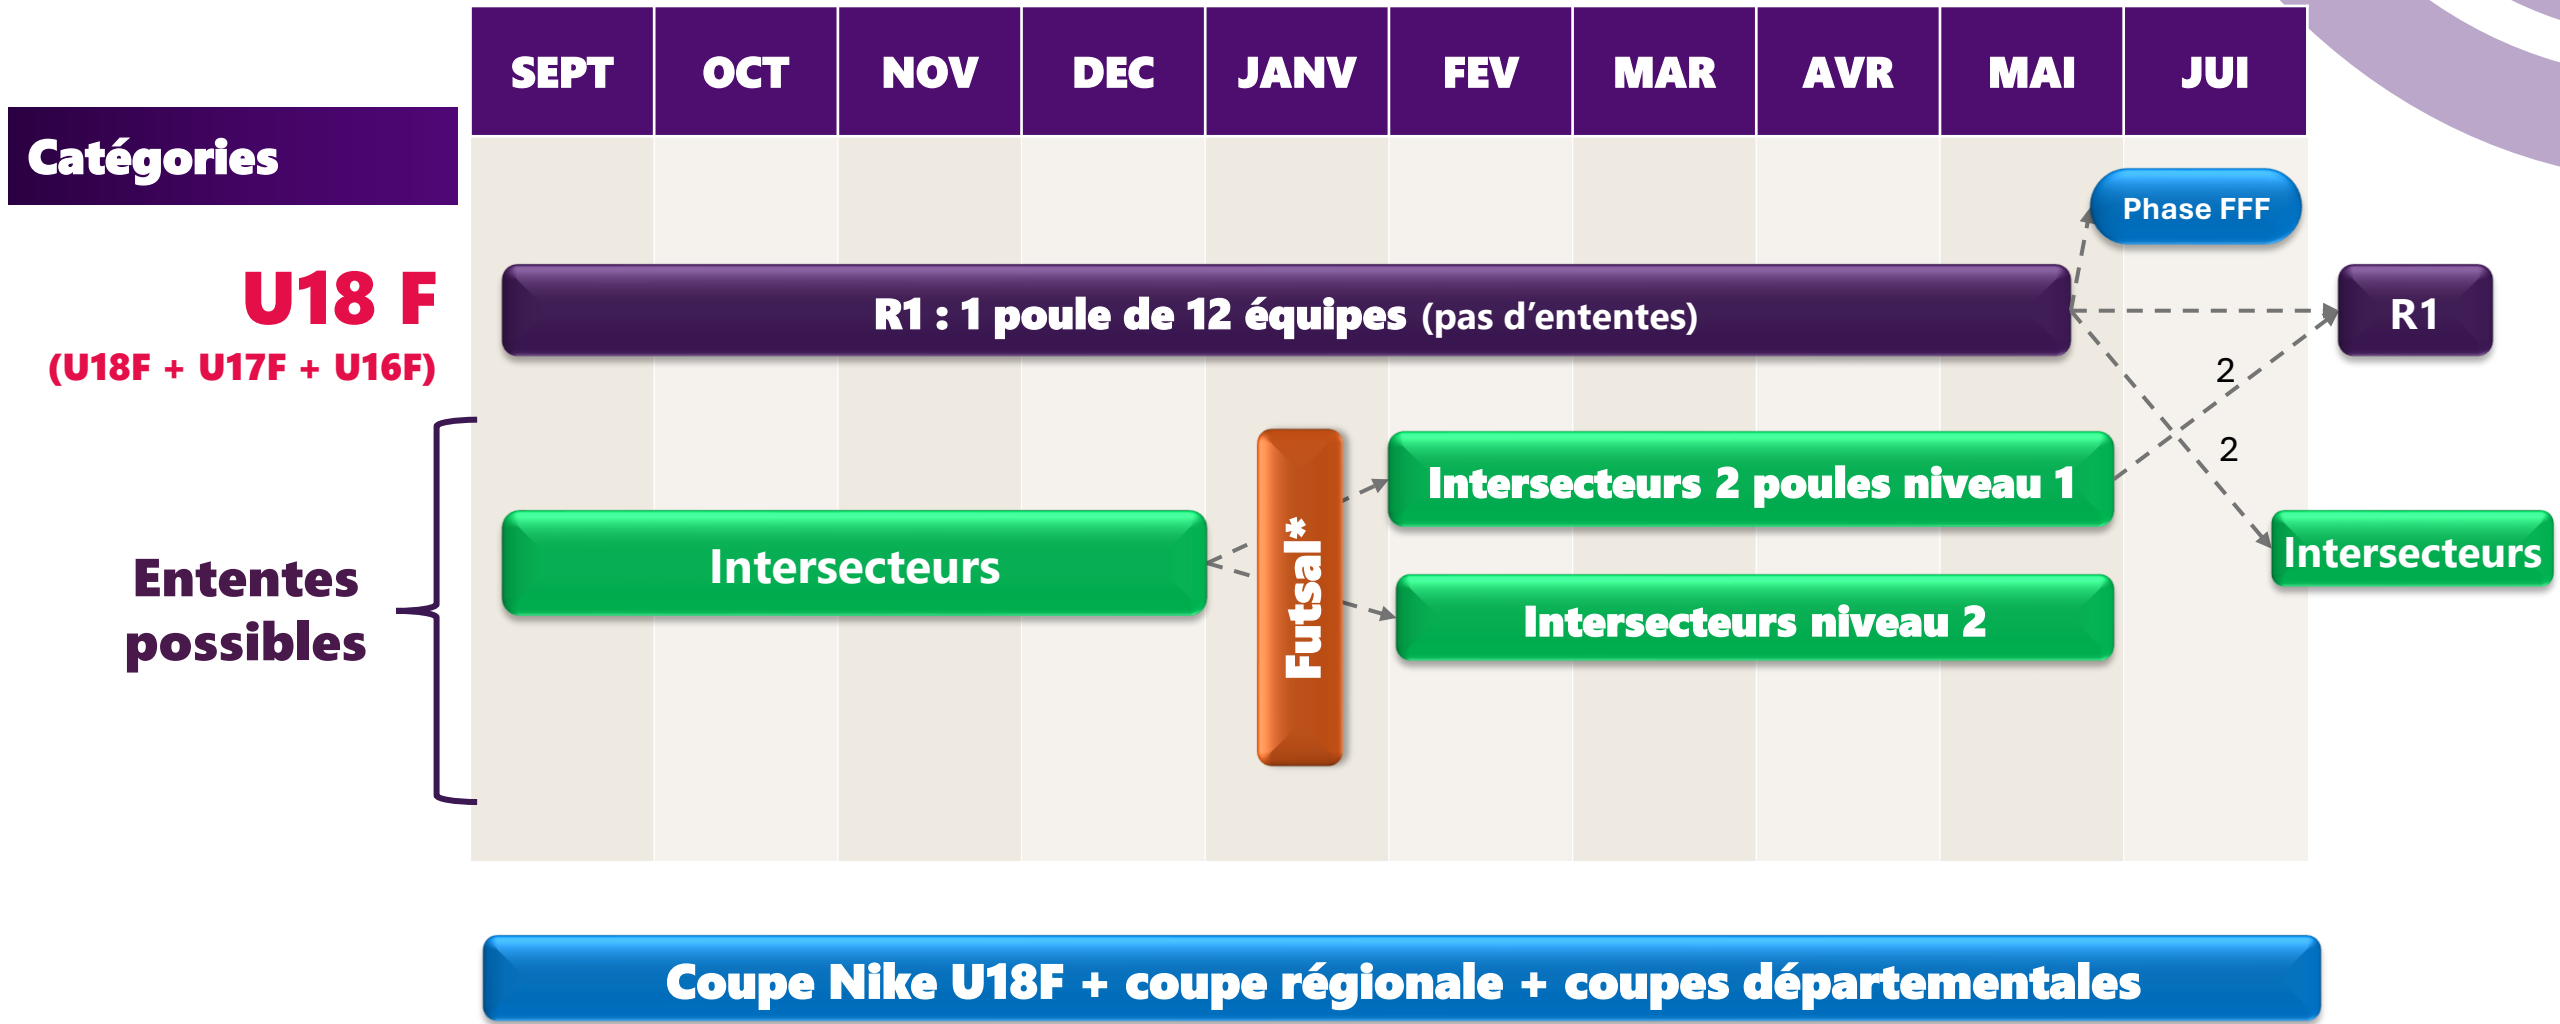 SEPT OCT NOV DEC JANV FEV MAR AVR MAI JUI
Catégories
Phase FFF
U18 F
(U18F + U17F + U16F)
R1 : 1 poule de 12 équipes (pas d’ententes)
R1
2
2
Ententes
possibles
Intersecteurs
Futsal*
Intersecteurs 2 poules niveau 1
Intersecteurs niveau 2
Intersecteurs
Coupe Nike U18F + coupe régionale + coupes départementales